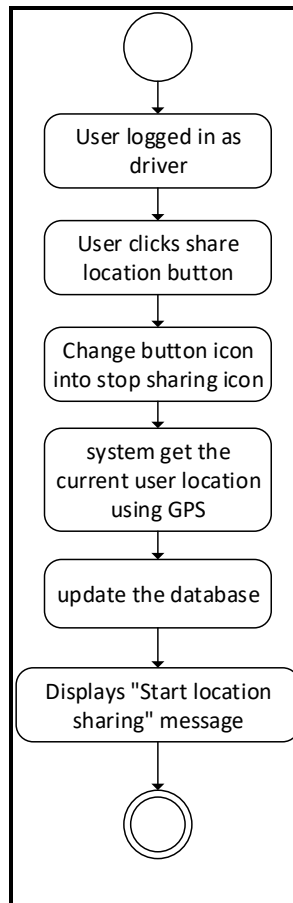 User logged in as
driver
User clicks share
location button
Change button icon
into stop sharing icon
system get the
current user location
using GPS
update the database
Displays "Start location
sharing" message